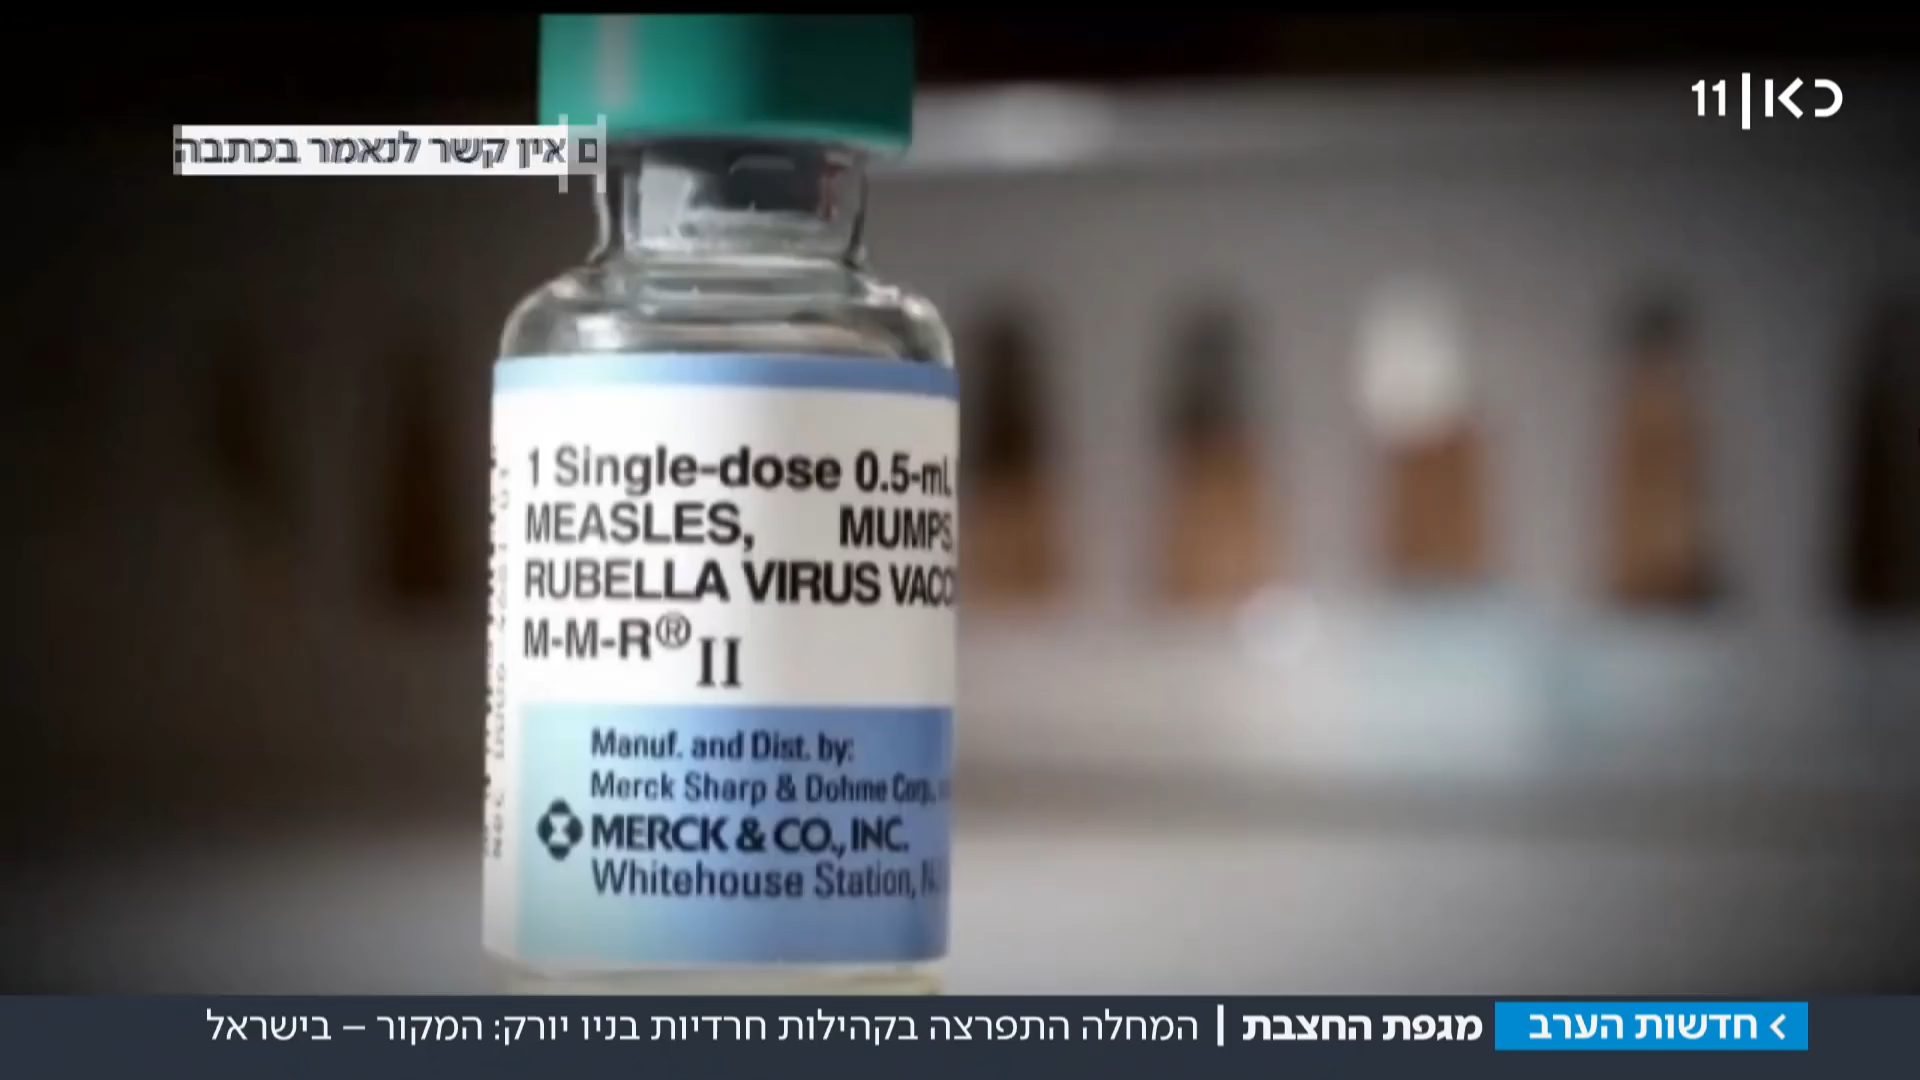 כאן 11
ם אין קשר לנאמר בכתבה
1 Single-dose 0.5-mL
MEASLES, MUMPS,
RUBELLA VIRUS VACC
M-M-R® II
Manuf. and Dist. by:
Merck Sharp & Dohme Corp.,
MERCK & CO., INC.
Whitehouse Station, N
חדשות הערב
מגפת החצבת | המחלה התפרצה בקהילות חרדיות בניו יורק: המקור – בישראל